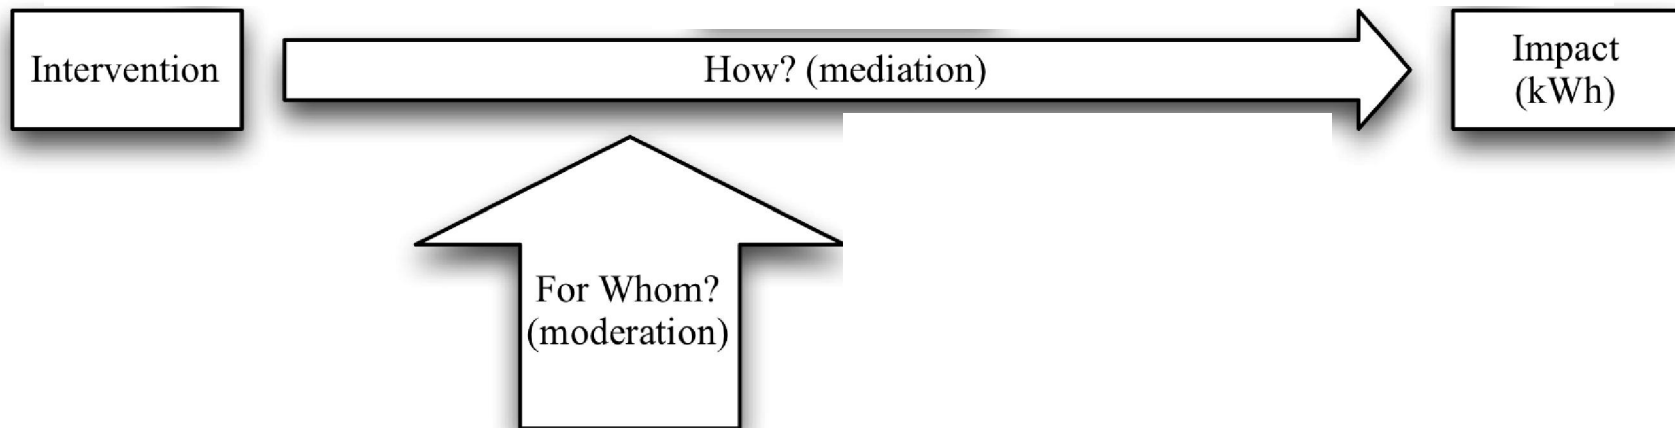 Intervention
How? (mediation)
Impact
(kWh)
For Whom?
(moderation)